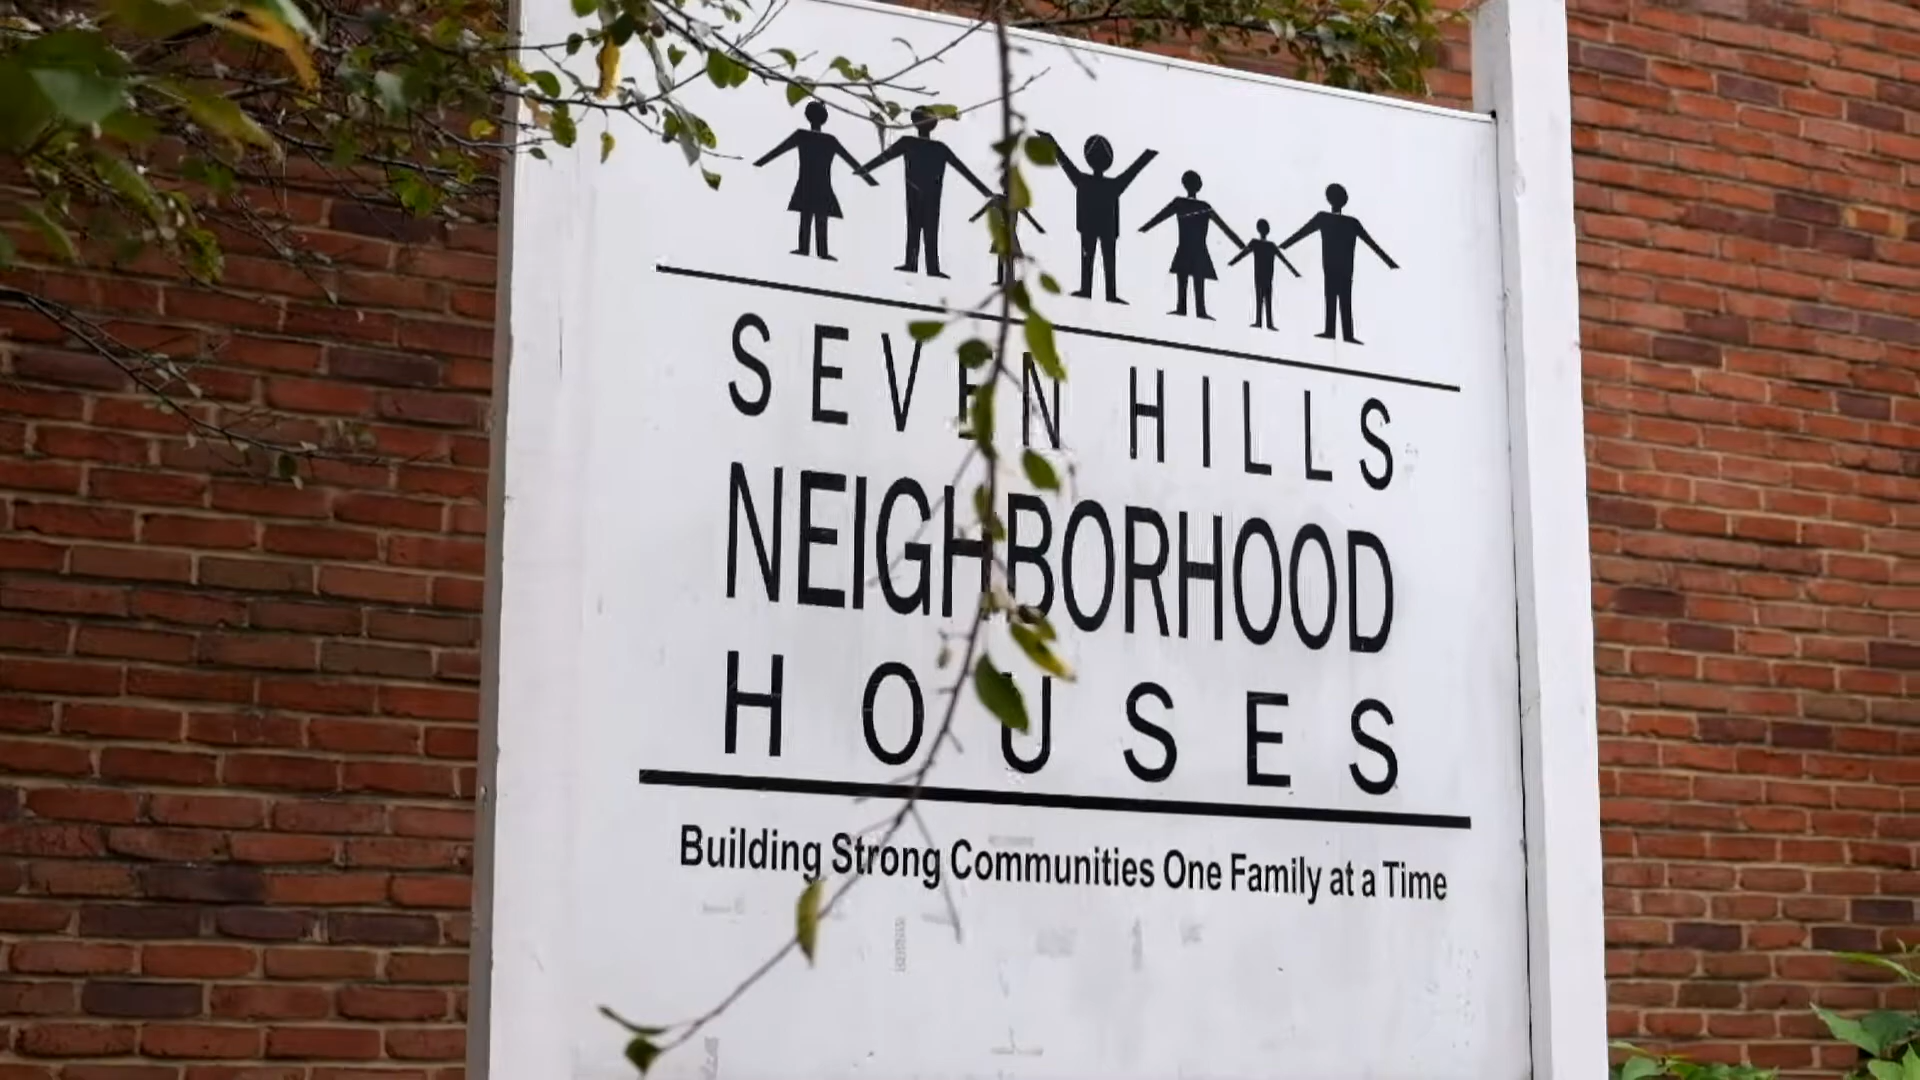 SEVEN HILLS
NEIGHBORHOOD
HOUSES
Building Strong Communities One Family at a Time